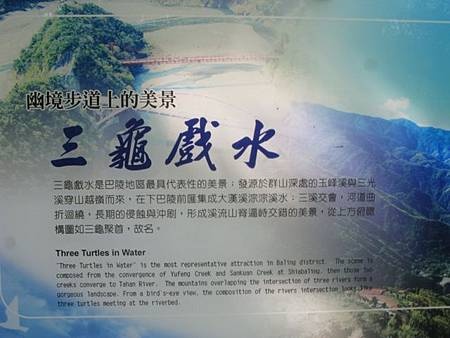 幽境步道上的美景
三龜戲水
三龜戲水是巴陵地區最具代表性的美景；發源於群山深處的玉峰溪與三光
溪穿山越嶺而來，在下巴陵前匯集成大漢溪淙淙溪水；三溪交會，河道曲
折迴繞，長期的侵蝕與沖刷，形成溪流山脊逼峙交錯的美景，從上方俯瞰
構圖如三龜聚首，故名。
Three Turtles in Water
"Three Turtles in Water" is the most representative attraction in Baling district. The scene is
composed from the convergence of Yufeng Creek and Sankuan Creek at Shiabaling, then those two
creeks converge to Tahan River. The mountains overlapping the intersection of three rivers form a
gorgeous landscape. From a bird's-eye view, the composition of the rivers intersection looks like
three turtles meeting at the riverbed.